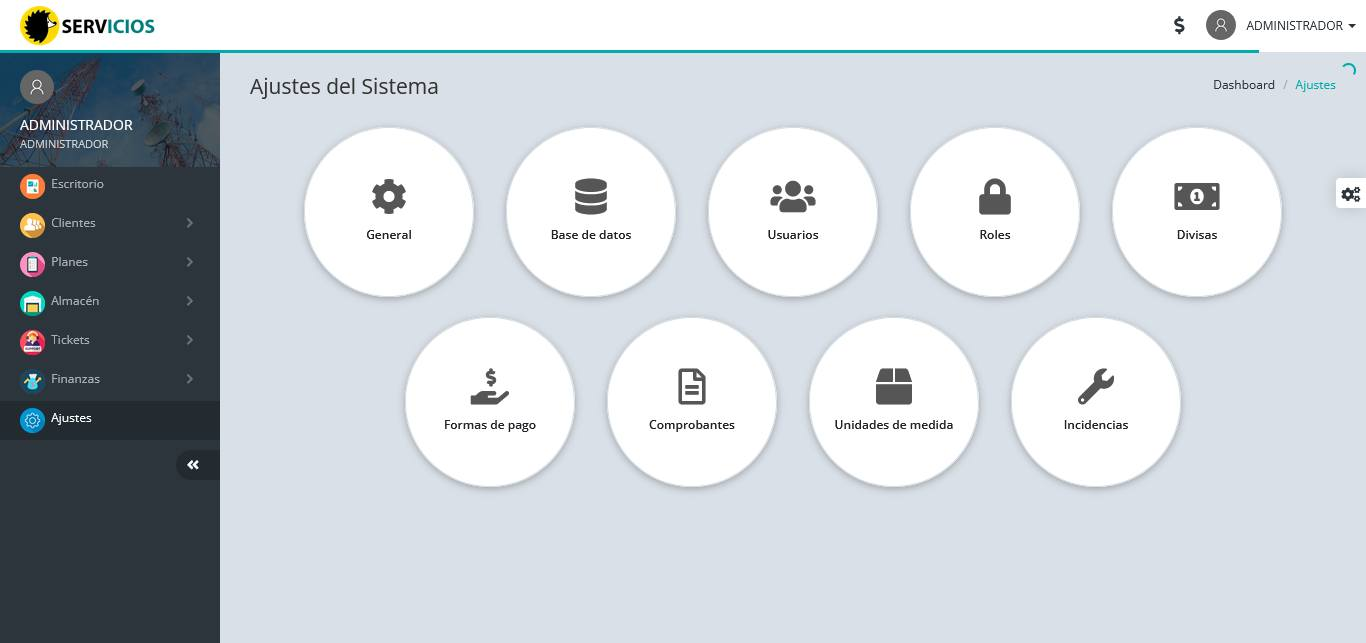 SERVICIOS
$
ADMINISTRADOR
ADMINISTRADOR
ADMINISTRADOR
Escritorio
Clientes
Planes
Almacén
Tickets
Finanzas
Ajustes
Ajustes del Sistema
Dashboard / Ajustes
General
Base de datos
Usuarios
Roles
1
Divisas
$
Formas de pago
Comprobantes
Unidades de medida
Incidencias